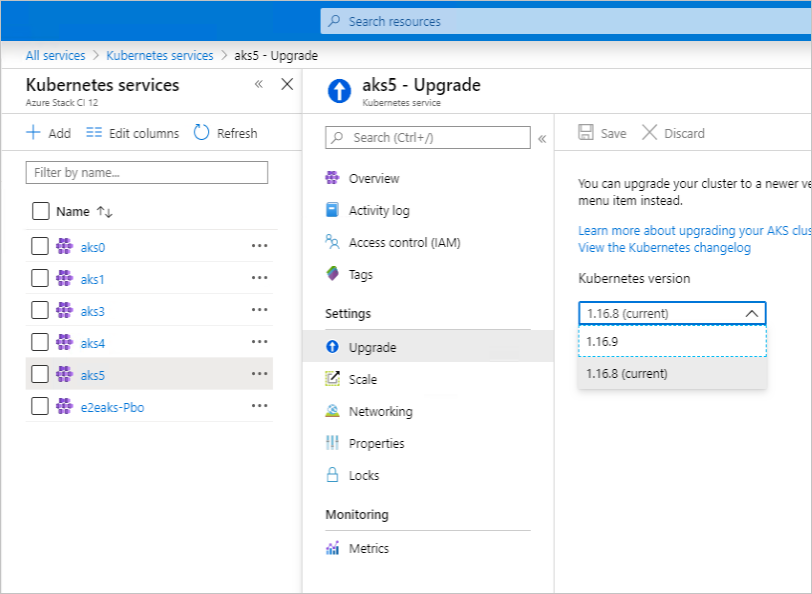 Search resources
All services > Kubernetes services > aks5 - Upgrade
Kubernetes services
Azure Stack CI 12
Add Edit columns Refresh
Filter by name...
Name
aks0
aks1
aks3
aks4
aks5
e2eaks-Pbo
aks5 - Upgrade
Kubernetes service
Search (Ctrl+/)
Overview
Activity log
Access control (IAM)
Tags
Settings
Upgrade
Scale
Networking
Properties
Locks
Monitoring
Metrics
Save Discard
You can upgrade your cluster to a newer ve
menu item instead.
Learn more about upgrading your AKS clus
View the Kubernetes changelog
Kubernetes version
1.16.8 (current)
1.16.9
1.16.8 (current)